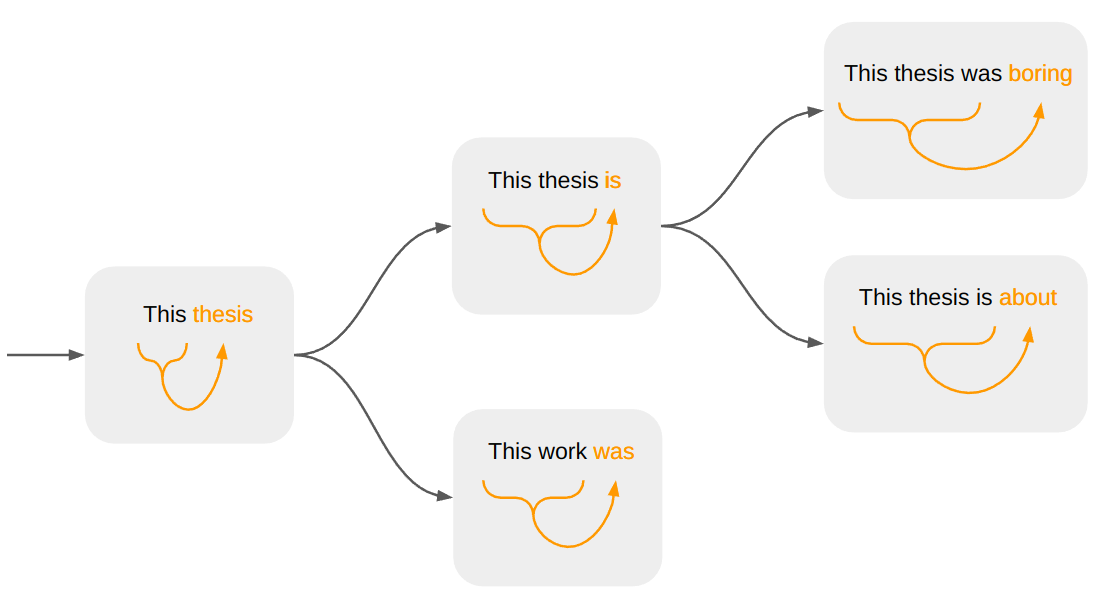 This thesis
This thesis is
This work was
This thesis was boring
This thesis is about